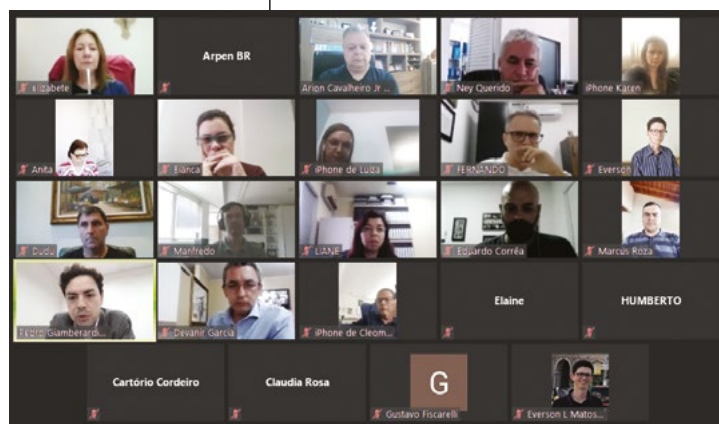 Elizabete
Arpen BR
Arion Cavalheiro Jr ...
Ney Querido
iPhone Karen
Anita
Bianca
iPhone de Luiza
FERNANDO
Everson
Dudu
Manfredo
LIANE
Eduardo Corrêa
Marcus Roza
Pedro Giamberardi...
Devanir Garcia
iPhone de Cleom...
Elaine
HUMBERTO
Cartório Cordeiro
Claudia Rosa
G
Gustavo Fiscarelli
Everson L Matos...